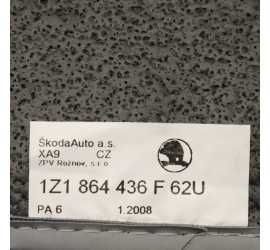 ŠkodaAuto a.s.
XA9 CZ
ZPV Rožnov, s.r.o.
1Z1 864 436 F 62U
PA 6 1.2008